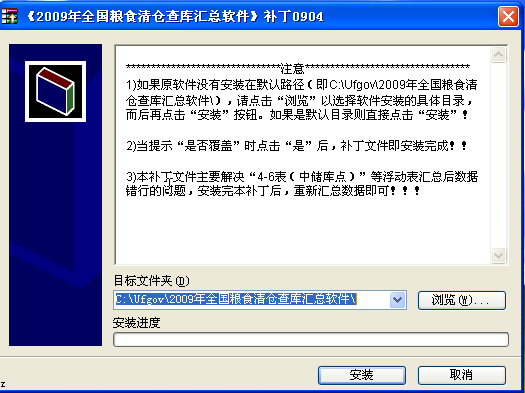 《2009年全国粮食清仓查库汇总软件》补丁0904
********************************注意**********************************
1)如果原软件没有安装在默认路径（即C:\Ufgov\2009年全国粮食清
仓查库汇总软件\），请点击“浏览”以选择软件安装的具体目录，
而后再点击“安装”按钮。如果是默认目录则直接点击“安装”！
2)当提示“是否覆盖”时点击“是”后，补丁文件即安装完成！！
3)本补丁文件主要解决“4-6表（中储库点）”等浮动表汇总后数据
错行的问题，安装完本补丁后，重新汇总数据即可！！！
目标文件夹(D)
C:\Ufgov\2009年全国粮食清仓查库汇总软件\
浏览(W)...
安装进度
安装
取消
z